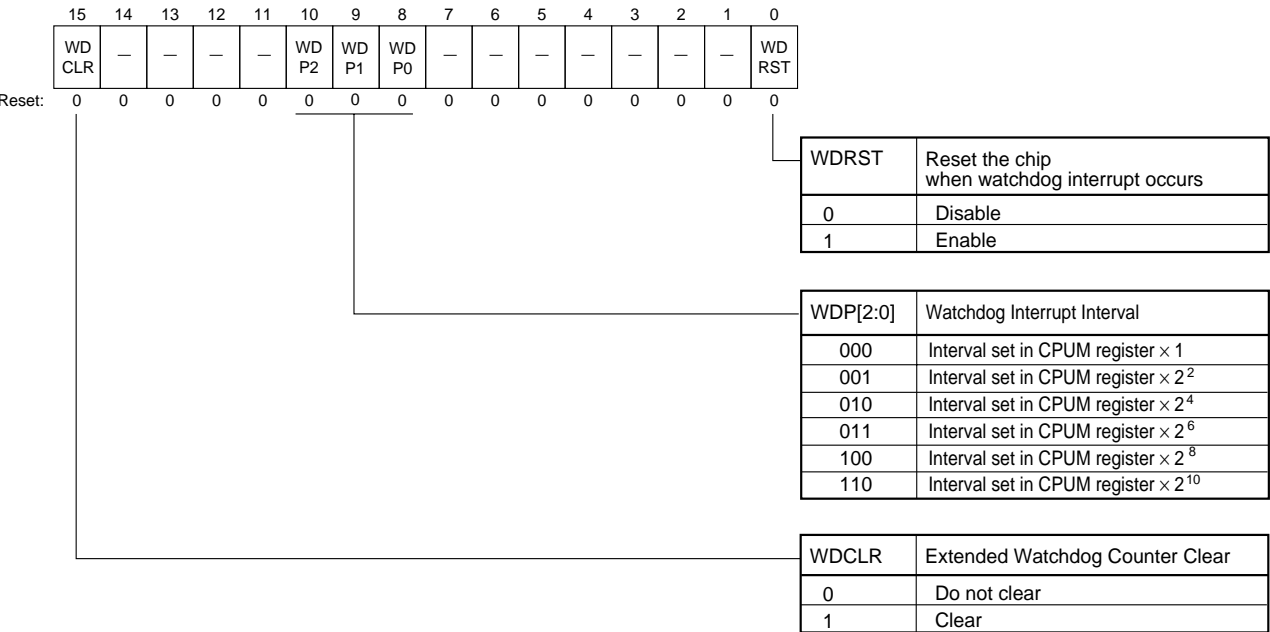 15 14 13 12 11 10 9 8 7 6 5 4 3 2 1 0
WD CLR — — — — WD P2 WD P1 WD P0 — — — — — — — WD RST
Reset: 0 0 0 0 0 0 0 0 0 0 0 0 0 0 0 0
WDRST Reset the chip
when watchdog interrupt occurs
0 Disable
1 Enable
WDP[2:0] Watchdog Interrupt Interval
000 Interval set in CPUM register × 1
001 Interval set in CPUM register × 2²
010 Interval set in CPUM register × 2⁴
011 Interval set in CPUM register × 2⁶
100 Interval set in CPUM register × 2⁸
110 Interval set in CPUM register × 2¹⁰
WDCLR Extended Watchdog Counter Clear
0 Do not clear
1 Clear